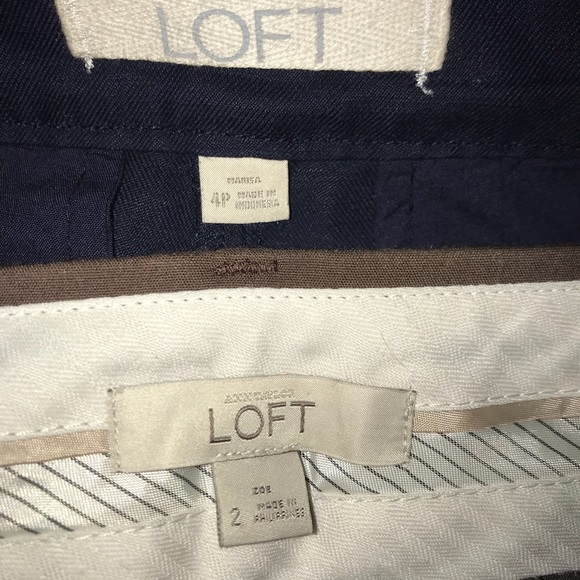 LOFT
MARISA
4P MADE IN
INDONESIA
ANN TAYLOR
LOFT
ZOE
2 MADE IN
PHILIPPINES